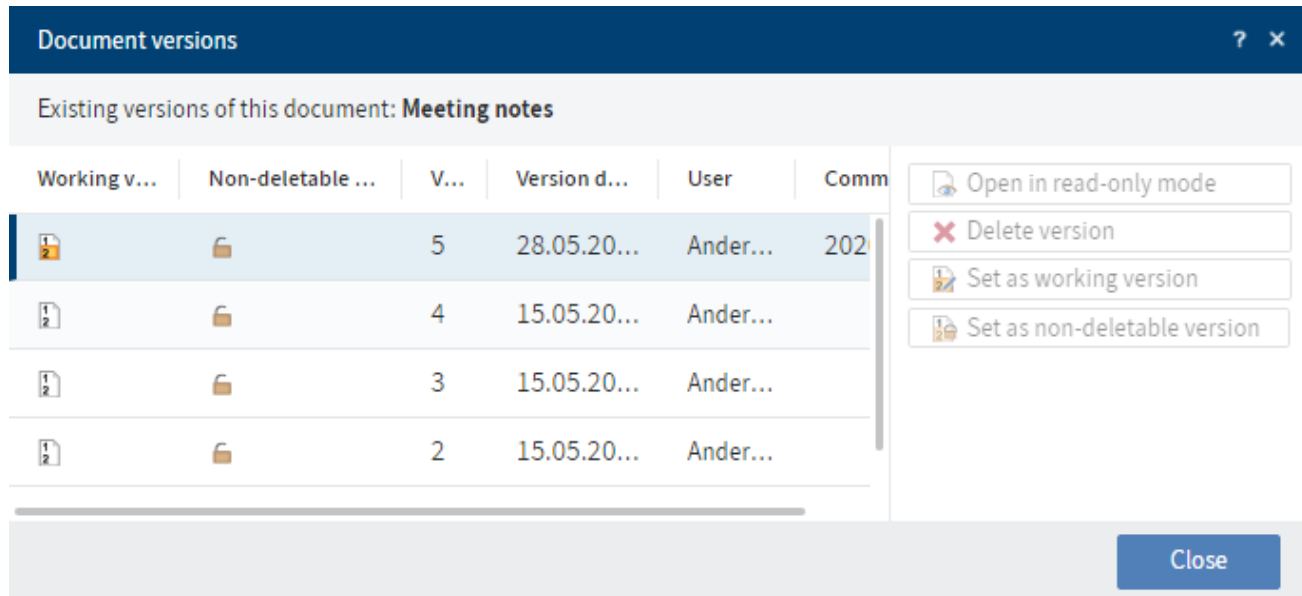 Document versions ? ×
Existing versions of this document: Meeting notes
Working v... Non-deletable ... V... Version d... User Comm
5 28.05.20... Ander... 202
4 15.05.20... Ander...
3 15.05.20... Ander...
2 15.05.20... Ander...
Open in read-only mode
Delete version
Set as working version
Set as non-deletable version
Close